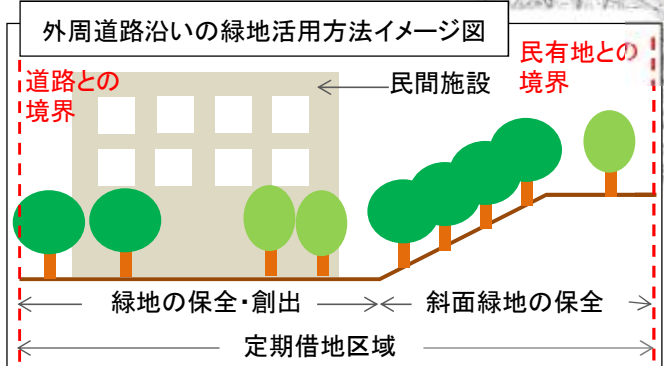 外周道路沿いの緑地活用方法イメージ図
道路との
境界
民間施設
民有地との
境界
緑地の保全・創出
斜面緑地の保全
定期借地区域